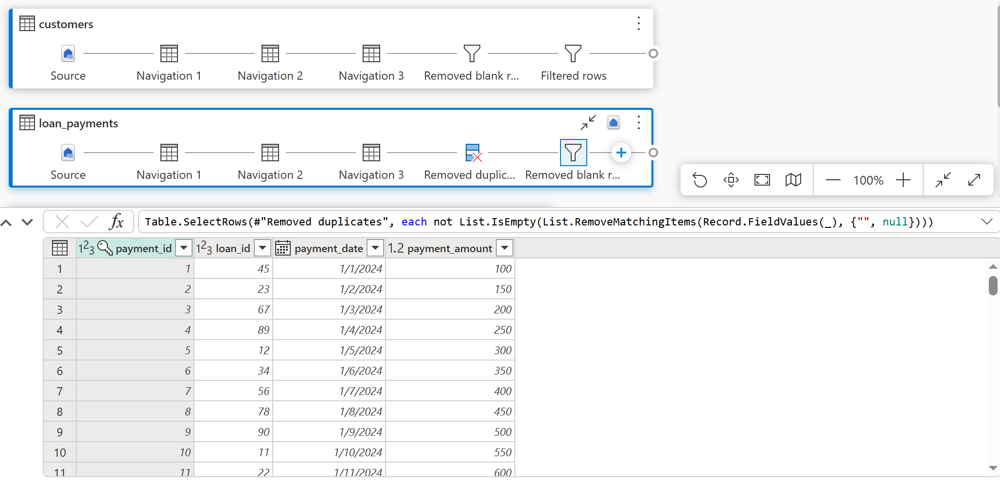 customers
Source Navigation 1 Navigation 2 Navigation 3 Removed blank r... Filtered rows
loan_payments
Source Navigation 1 Navigation 2 Navigation 3 Removed duplic... Removed blank r...
100%
fx Table.SelectRows(#"Removed duplicates", each not List.IsEmpty(List.RemoveMatchingItems(Record.FieldValues(_), {"", null})))
123 payment_id 123 loan_id payment_date 1.2 payment_amount
1 1 45 1/1/2024 100
2 2 23 1/2/2024 150
3 3 67 1/3/2024 200
4 4 89 1/4/2024 250
5 5 12 1/5/2024 300
6 6 34 1/6/2024 350
7 7 56 1/7/2024 400
8 8 78 1/8/2024 450
9 9 90 1/9/2024 500
10 10 11 1/10/2024 550
11 11 22 1/11/2024 600